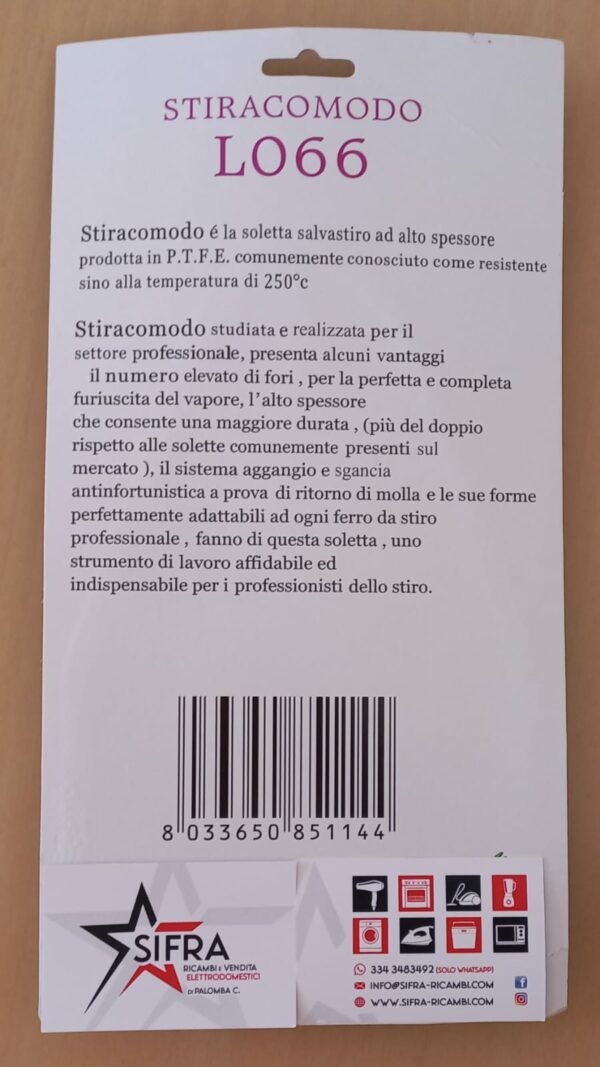 STIRACOMODO
LO66
Stiracomodo é la soletta salvastiro ad alto spessore
prodotta in P.T.F.E. comunemente conosciuto come resistente
sino alla temperatura di 250°c
Stiracomodo studiata e realizzata per il
settore professionale, presenta alcuni vantaggi
il numero elevato di fori , per la perfetta e completa
furiuscita del vapore, l'alto spessore
che consente una maggiore durata , (più del doppio
rispetto alle solette comunemente presenti sul
mercato ), il sistema aggangio e sgancia
antinfortunistica a prova di ritorno di molla e le sue forme
perfettamente adattabili ad ogni ferro da stiro
professionale , fanno di questa soletta , uno
strumento di lavoro affidabile ed
indispensabile per i professionisti dello stiro.
8 033650 851144
SIFRA
RICAMBI E VENDITA
ELETTRODOMESTICI
DI PALOMBA C.
334 3483492 (SOLO WHATSAPP)
INFO@SIFRA-RICAMBI.COM
WWW.SIFRA-RICAMBI.COM